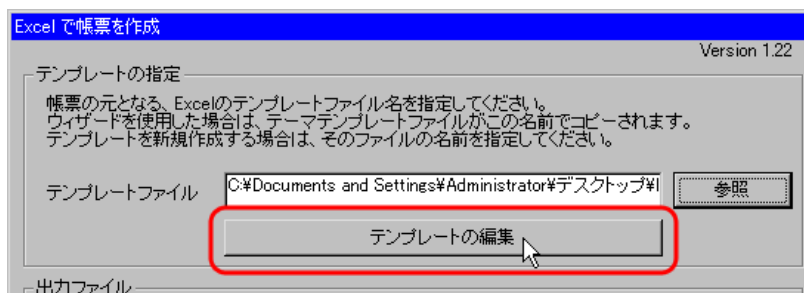 Excel で帳票を作成
Version 1.22
テンプレートの指定
帳票の元となる、Excelのテンプレートファイル名を指定してください。
ウィザードを使用した場合は、テーマテンプレートファイルがこの名前でコピーされます。
テンプレートを新規作成する場合は、そのファイルの名前を指定してください。
テンプレートファイル C:¥Documents and Settings¥Administrator¥デスクトップ¥I 参照
テンプレートの編集
出力ファイル